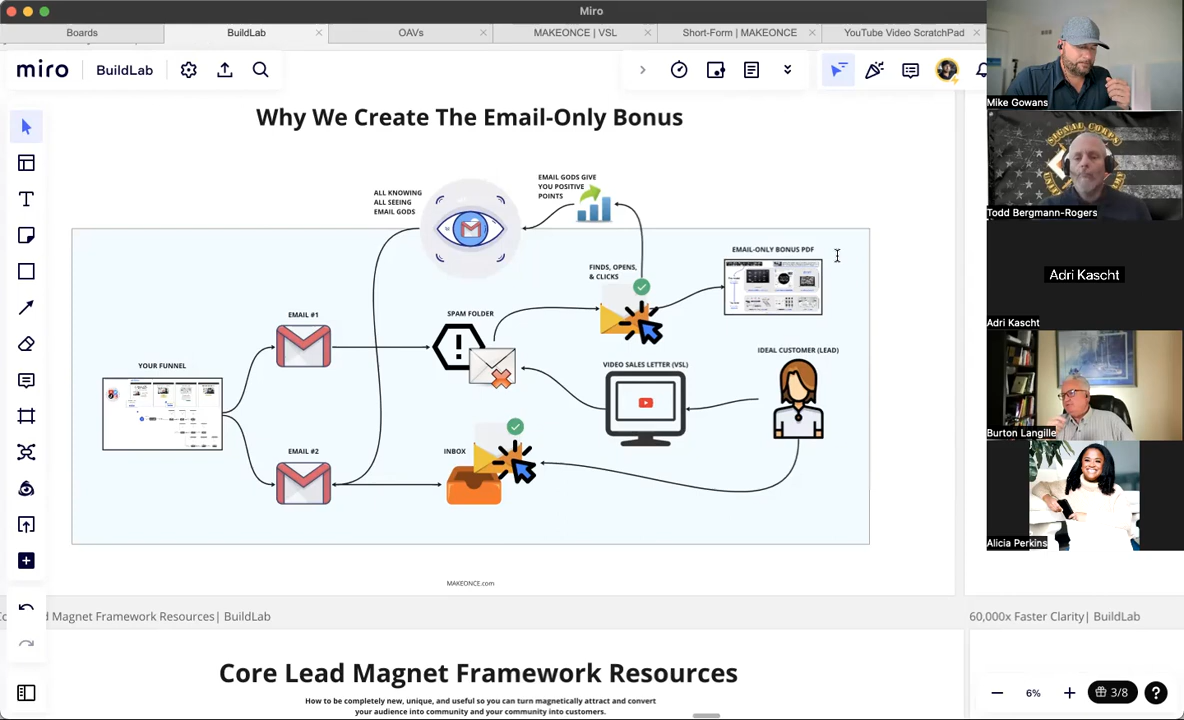 Miro
Boards
BuildLab
OAVs
MAKEONCE | VSL
Short-Form | MAKEONCE
YouTube Video ScratchPad
miro
BuildLab
Why We Create The Email-Only Bonus
ALL KNOWING
ALL SEEING
EMAIL GODS
EMAIL GODS GIVE
YOU POSITIVE
POINTS
EMAIL-ONLY BONUS PDF
FINDS, OPENS,
& CLICKS
EMAIL #1
SPAM FOLDER
IDEAL CUSTOMER (LEAD)
YOUR FUNNEL
VIDEO SALES LETTER (VSL)
EMAIL #2
INBOX
MAKEONCE.com
d Magnet Framework Resources| BuildLab
60,000x Faster Clarity| BuildLab
Core Lead Magnet Framework Resources
How to be completely new, unique, and useful so you can turn magnetically attract and convert
your audience into community and your community into customers.
6%
3/8
Mike Gowans
SIGNAL CORPS
Todd Bergmann-Rogers
Adri Kascht
Adri Kascht
Burton Langille
Alicia Perkins